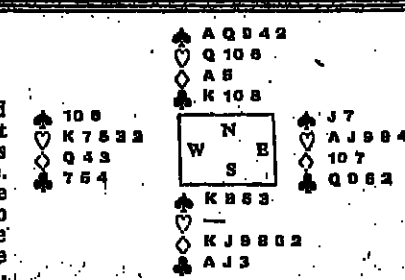 ♠ A Q 9 4 2
♡ Q 10 6
♢ A 5
♣ K 10 8
♠ 10 6
♡ K 7 5 3 2
♢ Q 4 3
♣ 7 5 4
N
W E
S
♠ J 7
♡ A J 9 8 4
♢ 10 7
♣ Q 9 6 2
♠ K 8 5 3
♡ —
♢ K J 9 8 6 2
♣ A J 3